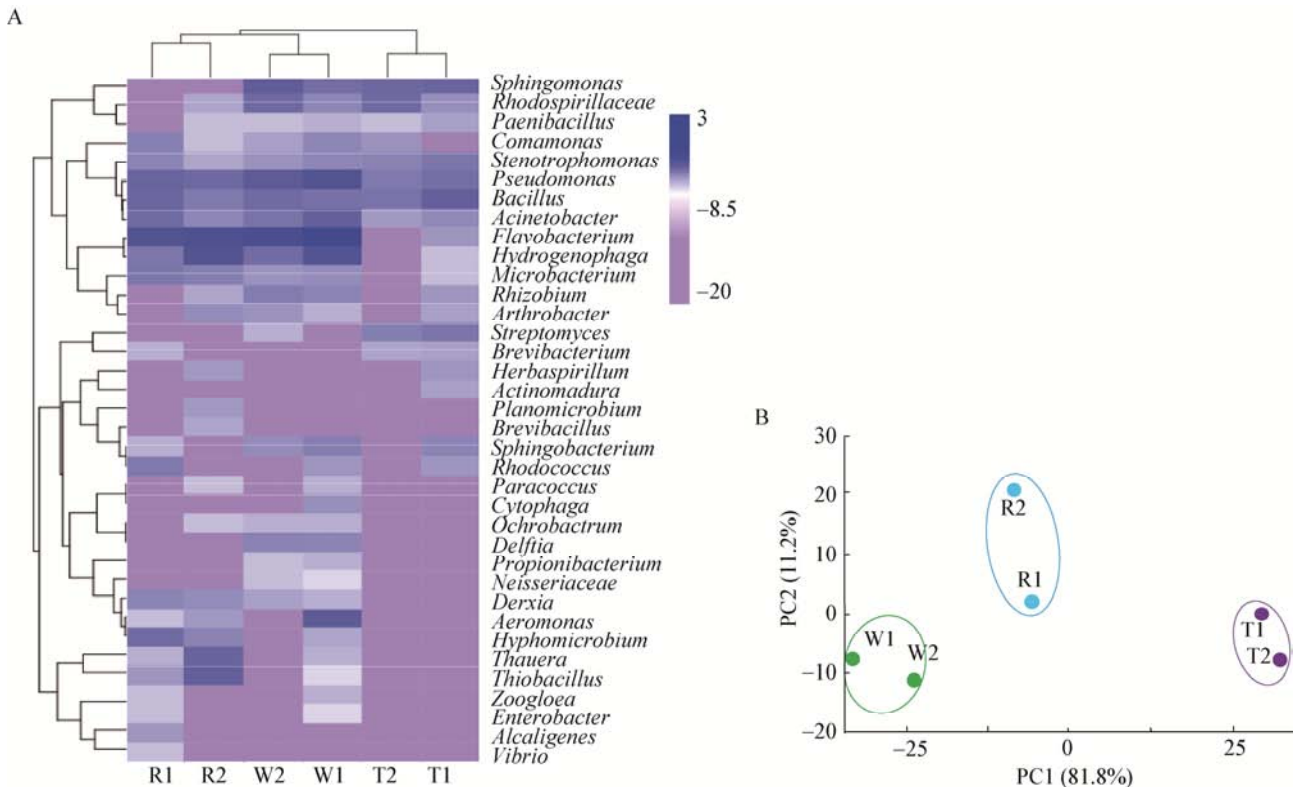 A
Sphingomonas
Rhodospirillaceae
Paenibacillus
Comamonas
Stenotrophomonas
Pseudomonas
Bacillus
Acinetobacter
Flavobacterium
Hydrogenophaga
Microbacterium
Rhizobium
Arthrobacter
Streptomyces
Brevibacterium
Herbaspirillum
Actinomadura
Planomicrobium
Brevibacillus
Sphingobacterium
Rhodococcus
Paracoccus
Cytophaga
Ochrobactrum
Delftia
Propionibacterium
Neisseriaceae
Derxia
Aeromonas
Hyphomicrobium
Thauera
Thiobacillus
Zoogloea
Enterobacter
Alcaligenes
Vibrio
R1 R2 W2 W1 T2 T1
3
−8.5
−20
B
30
20
10
0
−10
−20
PC2 (11.2%)
R2
R1
W1
W2
T1
T2
−25 0 25
PC1 (81.8%)